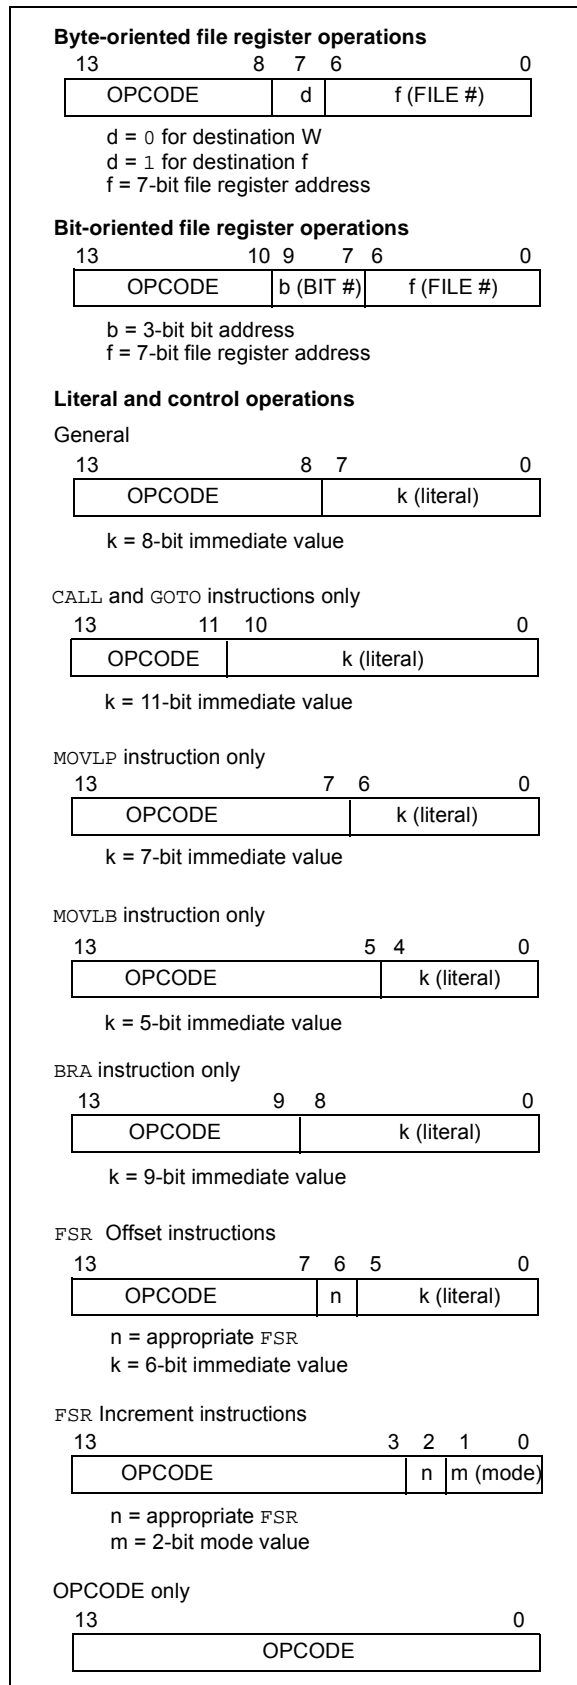 Byte-oriented file register operations
13 8 7 6 0
OPCODE d f (FILE #)
d = 0 for destination W
d = 1 for destination f
f = 7-bit file register address
Bit-oriented file register operations
13 10 9 7 6 0
OPCODE b (BIT #) f (FILE #)
b = 3-bit bit address
f = 7-bit file register address
Literal and control operations
General
13 8 7 0
OPCODE k (literal)
k = 8-bit immediate value
CALL and GOTO instructions only
13 11 10 0
OPCODE k (literal)
k = 11-bit immediate value
MOVLP instruction only
13 7 6 0
OPCODE k (literal)
k = 7-bit immediate value
MOVLB instruction only
13 5 4 0
OPCODE k (literal)
k = 5-bit immediate value
BRA instruction only
13 9 8 0
OPCODE k (literal)
k = 9-bit immediate value
FSR Offset instructions
13 7 6 5 0
OPCODE n k (literal)
n = appropriate FSR
k = 6-bit immediate value
FSR Increment instructions
13 3 2 1 0
OPCODE n m (mode)
n = appropriate FSR
m = 2-bit mode value
OPCODE only
13 0
OPCODE